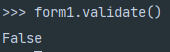 >>> form1.validate()
False